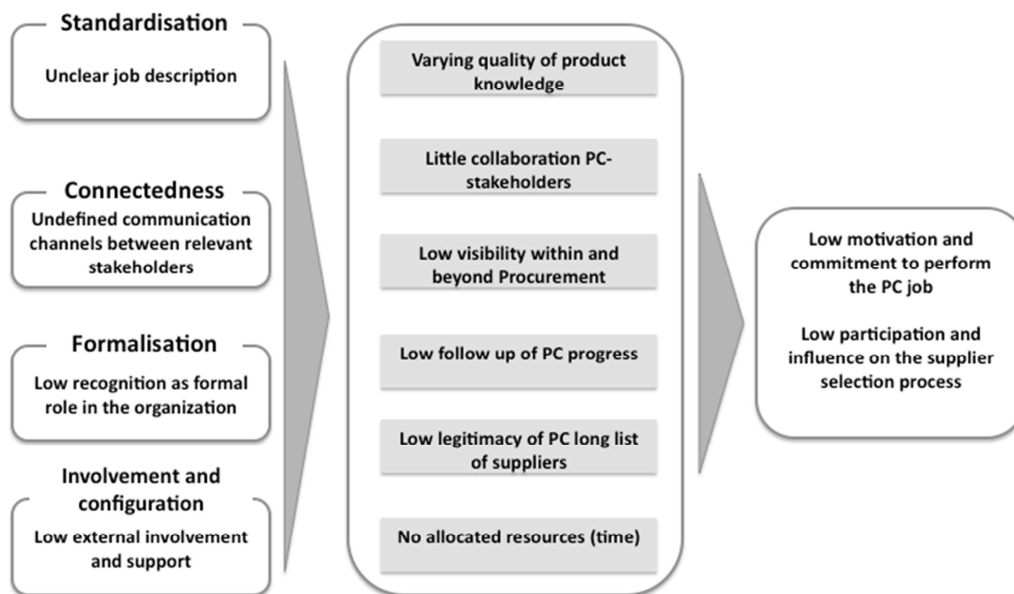 Standardisation
Unclear job description
Connectedness
Undefined communication
channels between relevant
stakeholders
Formalisation
Low recognition as formal
role in the organization
Involvement and
configuration
Low external involvement
and support
Varying quality of product
knowledge
Little collaboration PC-
stakeholders
Low visibility within and
beyond Procurement
Low follow up of PC progress
Low legitimacy of PC long list
of suppliers
No allocated resources (time)
Low motivation and
commitment to perform
the PC job
Low participation and
influence on the supplier
selection process